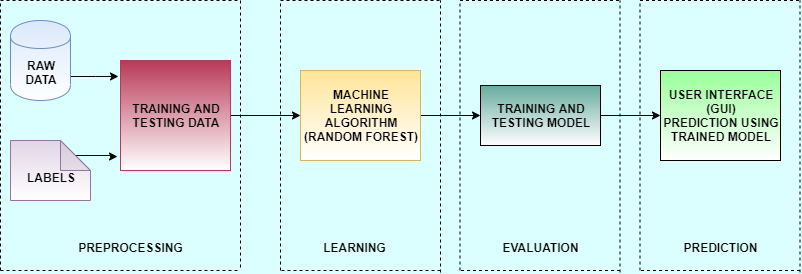 RAW
DATA
LABELS
TRAINING AND
TESTING DATA
PREPROCESSING
MACHINE
LEARNING
ALGORITHM
(RANDOM FOREST)
LEARNING
TRAINING AND
TESTING MODEL
EVALUATION
USER INTERFACE
(GUI)
PREDICTION USING
TRAINED MODEL
PREDICTION